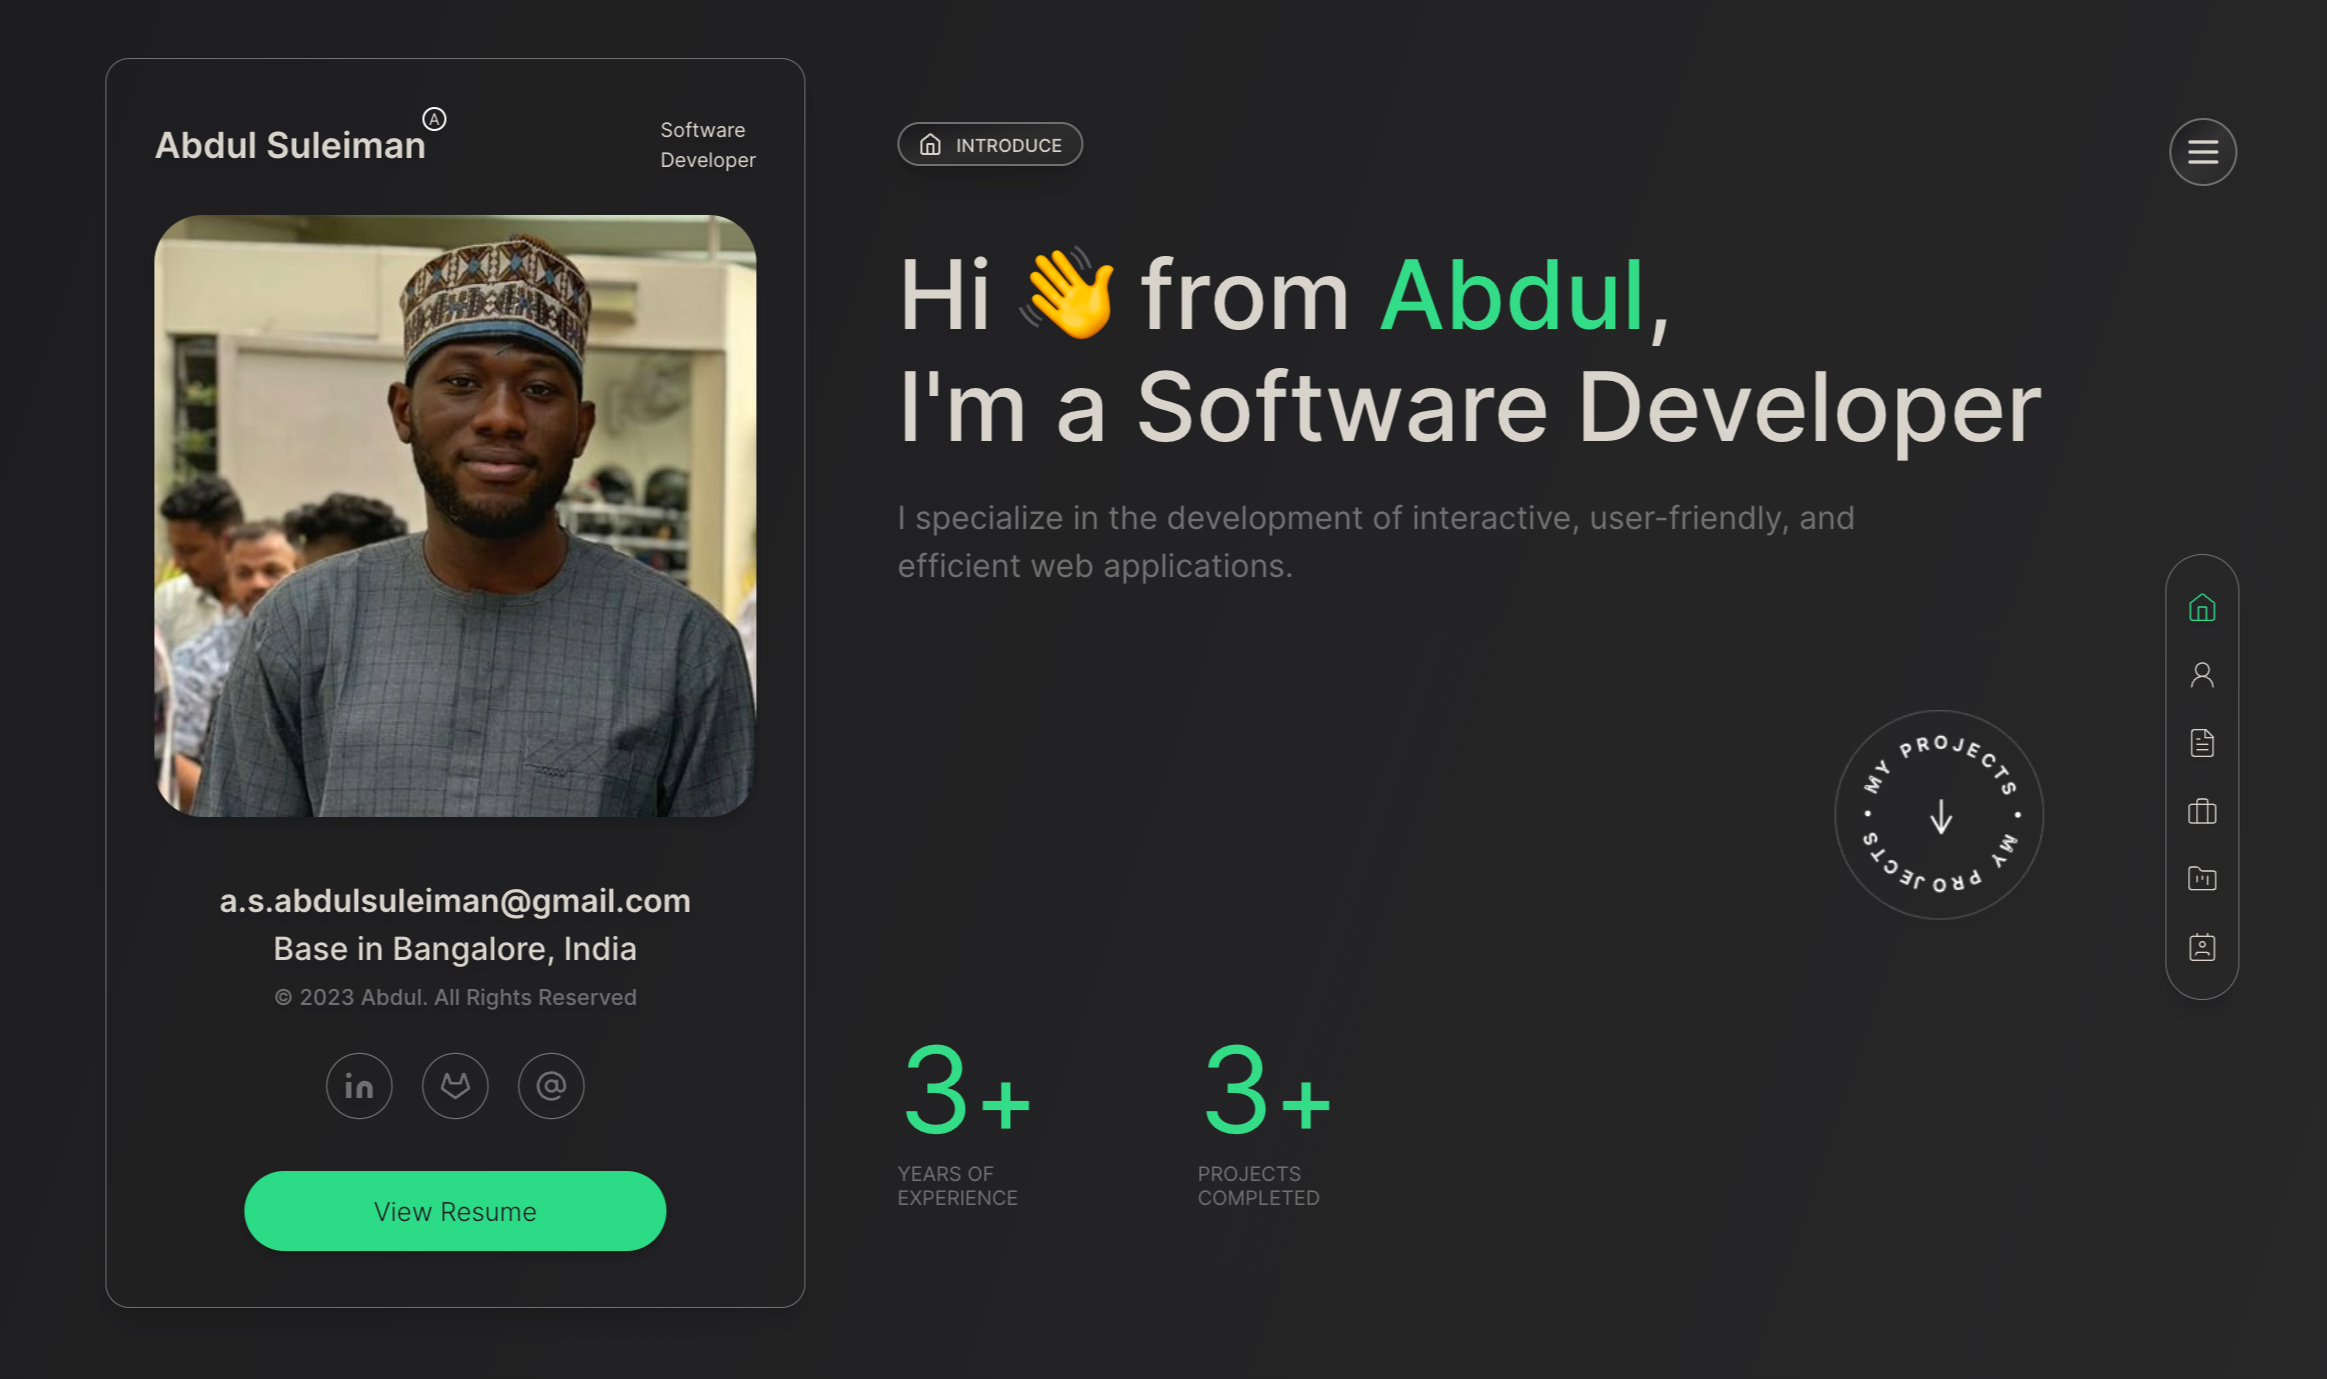 Abdul Suleiman
A
Software
Developer
a.s.abdulsuleiman@gmail.com
Base in Bangalore, India
© 2023 Abdul. All Rights Reserved
in
@
View Resume
INTRODUCE
Hi 👋 from Abdul,
I'm a Software Developer
I specialize in the development of interactive, user-friendly, and
efficient web applications.
MY PROJECTS • MY PROJECTS •
3+
YEARS OF
EXPERIENCE
3+
PROJECTS
COMPLETED